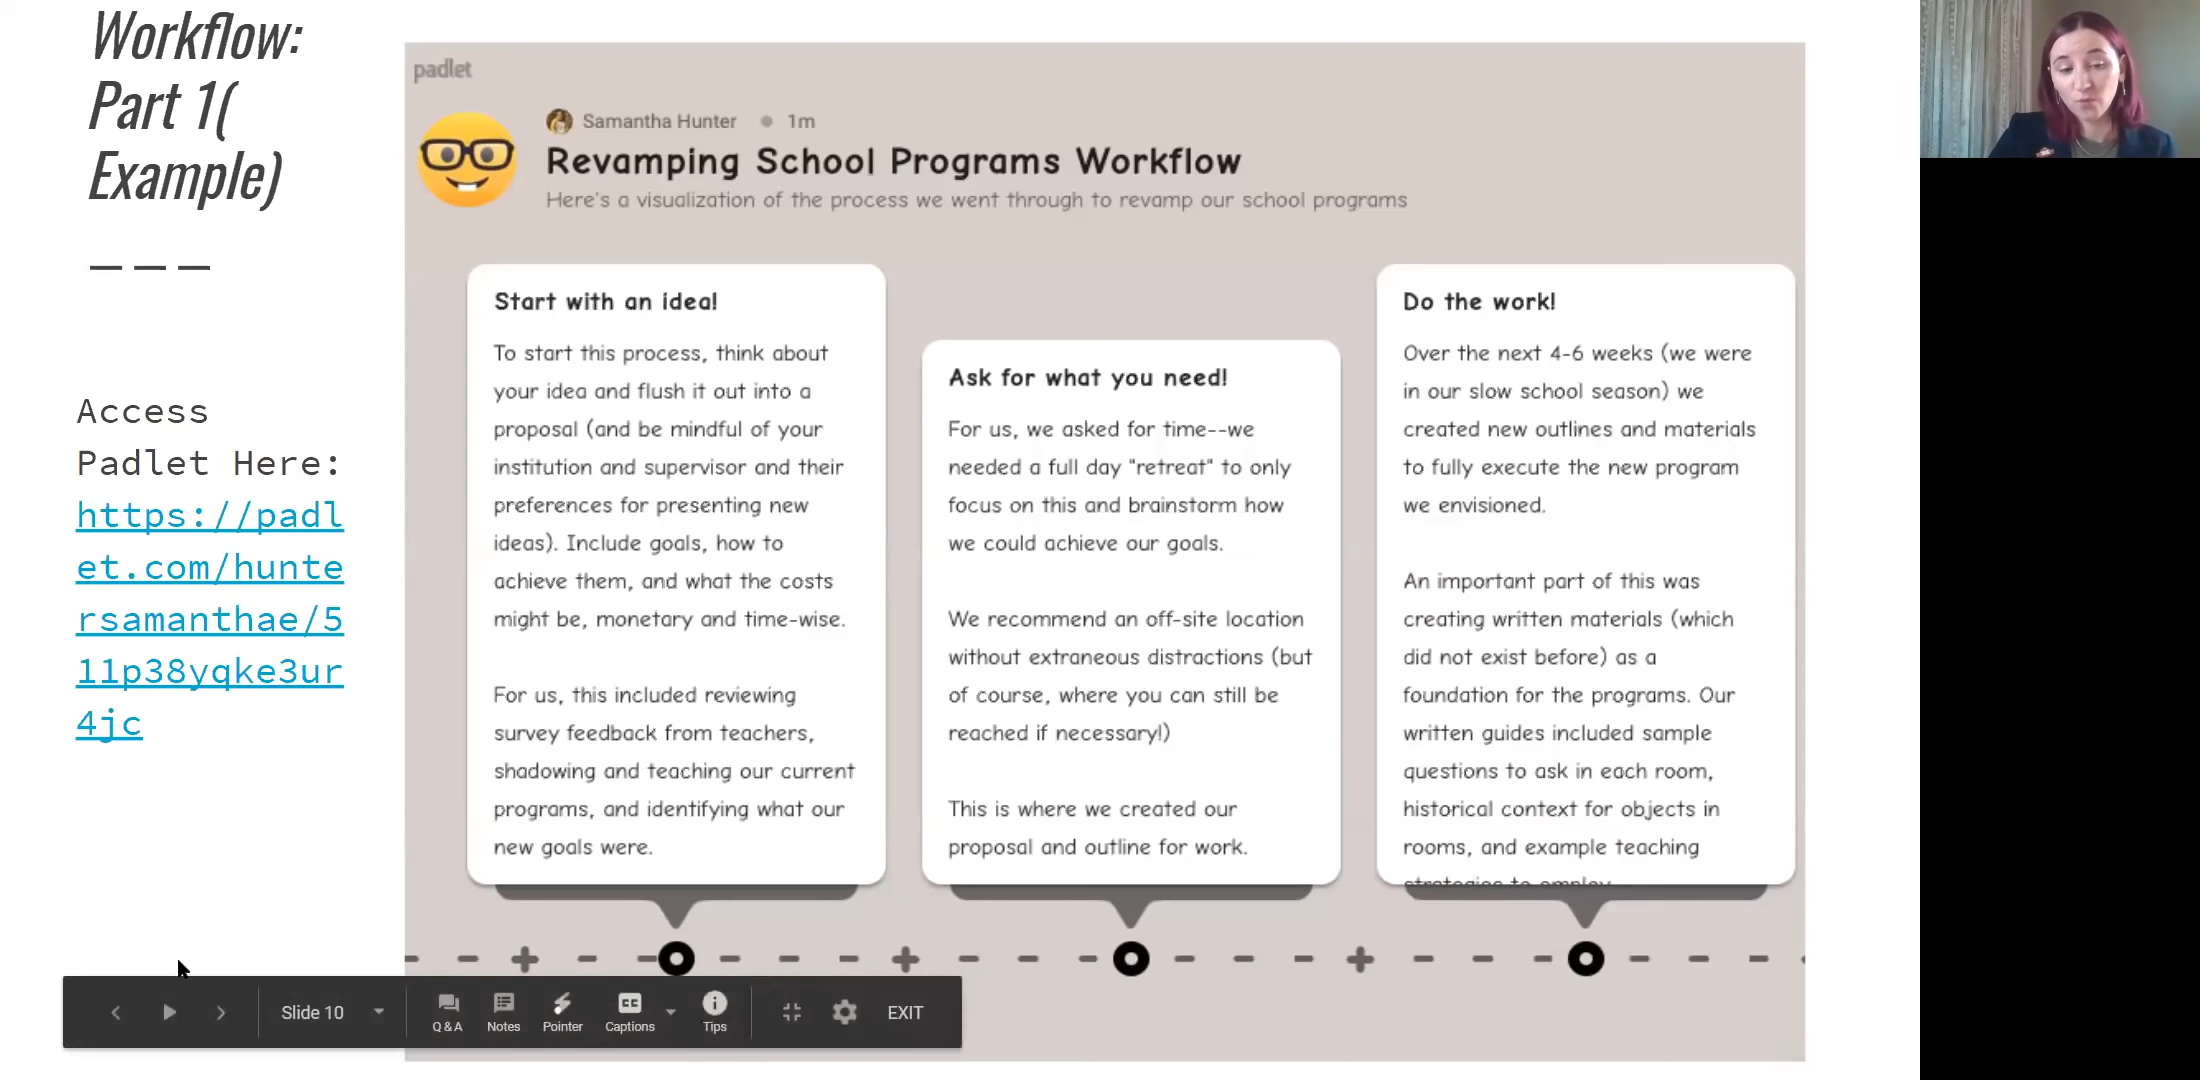 Workflow:
Part 1(
Example)
———
Access
Padlet Here:
https://padl
et.com/hunte
rsamanthae/5
11p38yqke3ur
4jc
padlet
Samantha Hunter • 1m
Revamping School Programs Workflow
Here's a visualization of the process we went through to revamp our school programs
Start with an idea!
To start this process, think about
your idea and flush it out into a
proposal (and be mindful of your
institution and supervisor and their
preferences for presenting new
ideas). Include goals, how to
achieve them, and what the costs
might be, monetary and time-wise.
For us, this included reviewing
survey feedback from teachers,
shadowing and teaching our current
programs, and identifying what our
new goals were.
Ask for what you need!
For us, we asked for time--we
needed a full day "retreat" to only
focus on this and brainstorm how
we could achieve our goals.
We recommend an off-site location
without extraneous distractions (but
of course, where you can still be
reached if necessary!)
This is where we created our
proposal and outline for work.
Do the work!
Over the next 4-6 weeks (we were
in our slow school season) we
created new outlines and materials
to fully execute the new program
we envisioned.
An important part of this was
creating written materials (which
did not exist before) as a
foundation for the programs. Our
written guides included sample
questions to ask in each room,
historical context for objects in
rooms, and example teaching
strategies to employ
Slide 10
Q&A
Notes
Pointer
CC
Captions
Tips
EXIT